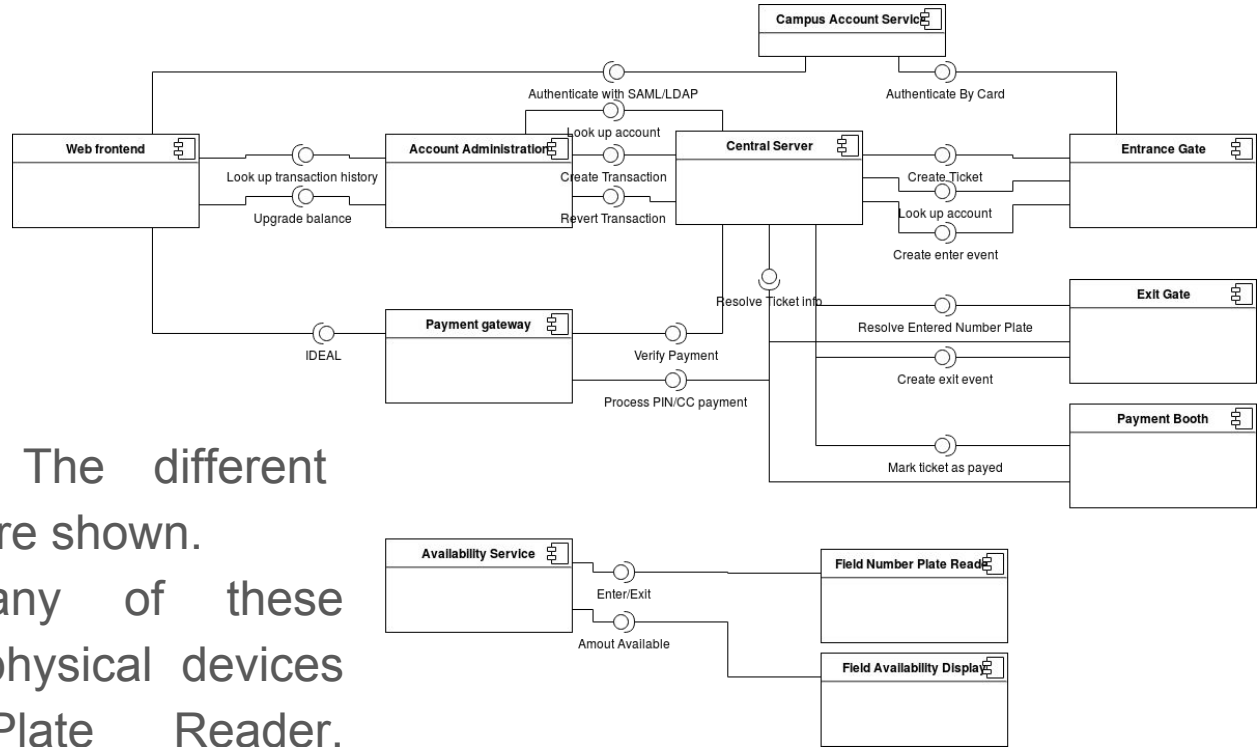 Campus Account Service
Authenticate with SAML/LDAP
Authenticate By Card
Look up account
Web frontend
Account Administration
Central Server
Entrance Gate
Look up transaction history
Create Transaction
Create Ticket
Upgrade balance
Revert Transaction
Look up account
Create enter event
Resolve Ticket info
Exit Gate
Payment gateway
Resolve Entered Number Plate
IDEAL
Verify Payment
Create exit event
Process PIN/CC payment
Payment Booth
Mark ticket as payed
The different
re shown.
any of these
physical devices
Plate Reader.
Availability Service
Field Number Plate Reade
Enter/Exit
Amout Available
Field Availability Display